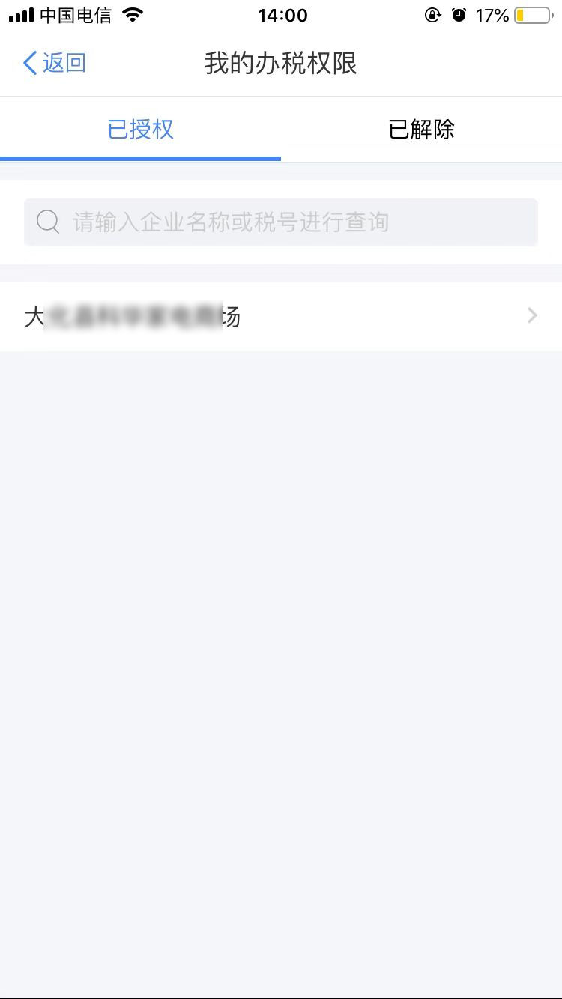 中国电信 14:00 17%
返回 我的办税权限
已授权 已解除
请输入企业名称或税号进行查询
大 场